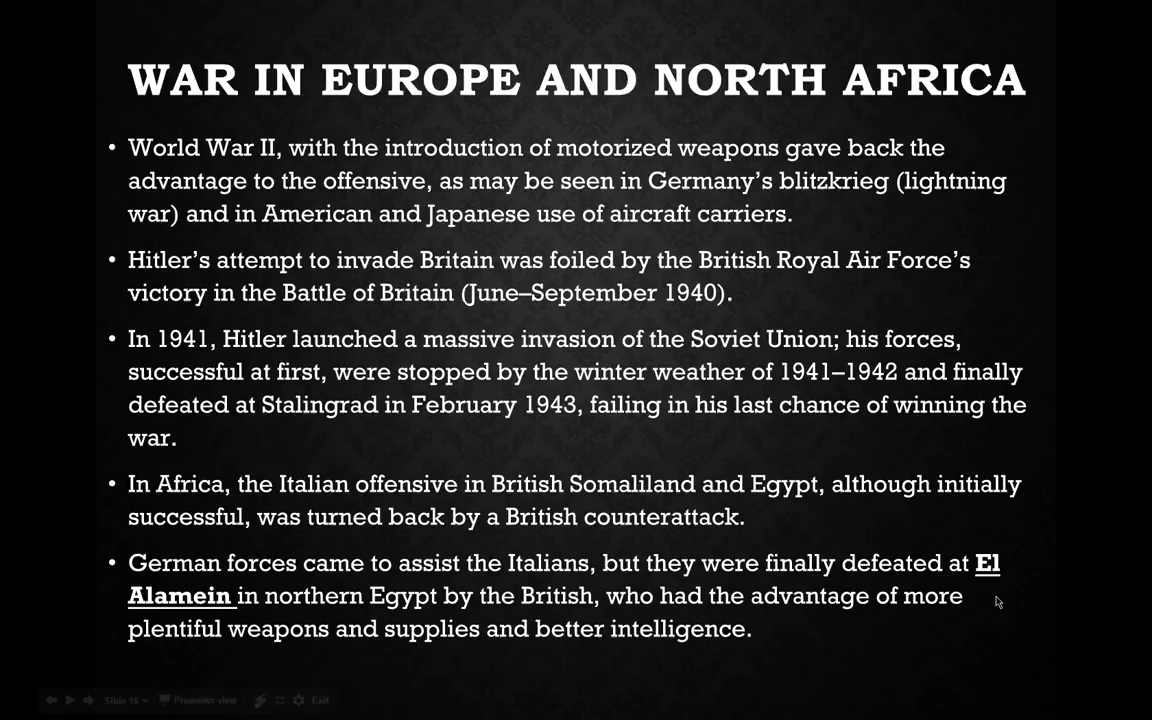 WAR IN EUROPE AND NORTH AFRICA
• World War II, with the introduction of motorized weapons gave back the
advantage to the offensive, as may be seen in Germany’s blitzkrieg (lightning
war) and in American and Japanese use of aircraft carriers.
• Hitler’s attempt to invade Britain was foiled by the British Royal Air Force’s
victory in the Battle of Britain (June–September 1940).
• In 1941, Hitler launched a massive invasion of the Soviet Union; his forces,
successful at first, were stopped by the winter weather of 1941–1942 and finally
defeated at Stalingrad in February 1943, failing in his last chance of winning the
war.
• In Africa, the Italian offensive in British Somaliland and Egypt, although initially
successful, was turned back by a British counterattack.
• German forces came to assist the Italians, but they were finally defeated at El
Alamein in northern Egypt by the British, who had the advantage of more
plentiful weapons and supplies and better intelligence.
Slide 16 Presenter view Exit